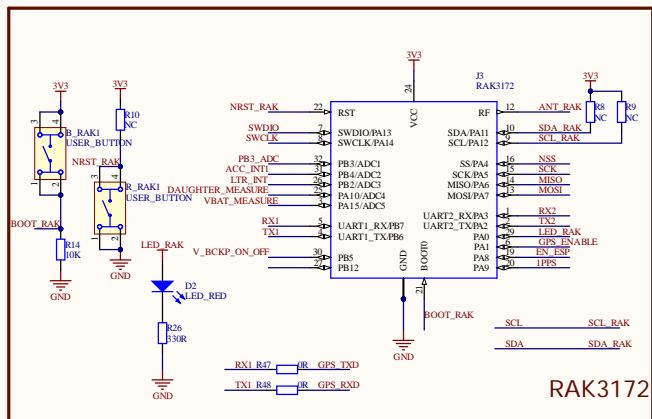 3V3
3 4
B_RAK1
USER_BUTTON
1 2
BOOT_RAK
R14
10K
GND
3V3
R10
NC
NRST_RAK
3 4
R_RAK1
USER_BUTTON
1 2
GND
LED_RAK
D2
LED_RED
R26
330R
GND
3V3
J3
RAK3172
24
VCC
NRST_RAK 22 RST
SWDIO 7 SWDIO/PA13
SWCLK 8 SWCLK/PA14
PB3_ADC 32 PB3/ADC1
ACC_INT1 31 PB4/ADC2
LTR_INT 26 PB2/ADC3
DAUGHTER_MEASURE 25 PA10/ADC4
VBAT_MEASURE 3 PA15/ADC5
RX1 5 UART1_RX/PB7
TX1 4 UART1_TX/PB6
V_BCKP_ON_OFF 30 PB5
27 PB12
RF 12 ANT_RAK
SDA/PA11 10 SDA_RAK
SCL/PA12 9 SCL_RAK
SS/PA4 16 NSS
SCK/PA5 SCK
MISO/PA6 14 MISO
MOSI/PA7 13 MOSI
UART2_RX/PA3 1 RX2
UART2_TX/PA2 TX2
PA0 29 LED_RAK
PA1 GPS_ENABLE
PA8 19 EN_ESP
PA9 20 1PPS
GND
BOOT0
21
BOOT_RAK
GND
3V3
R8
NC
R9
NC
RX1 R47 0R GPS_TXD
TX1 R48 0R GPS_RXD
SCL SCL_RAK
SDA SDA_RAK
RAK3172